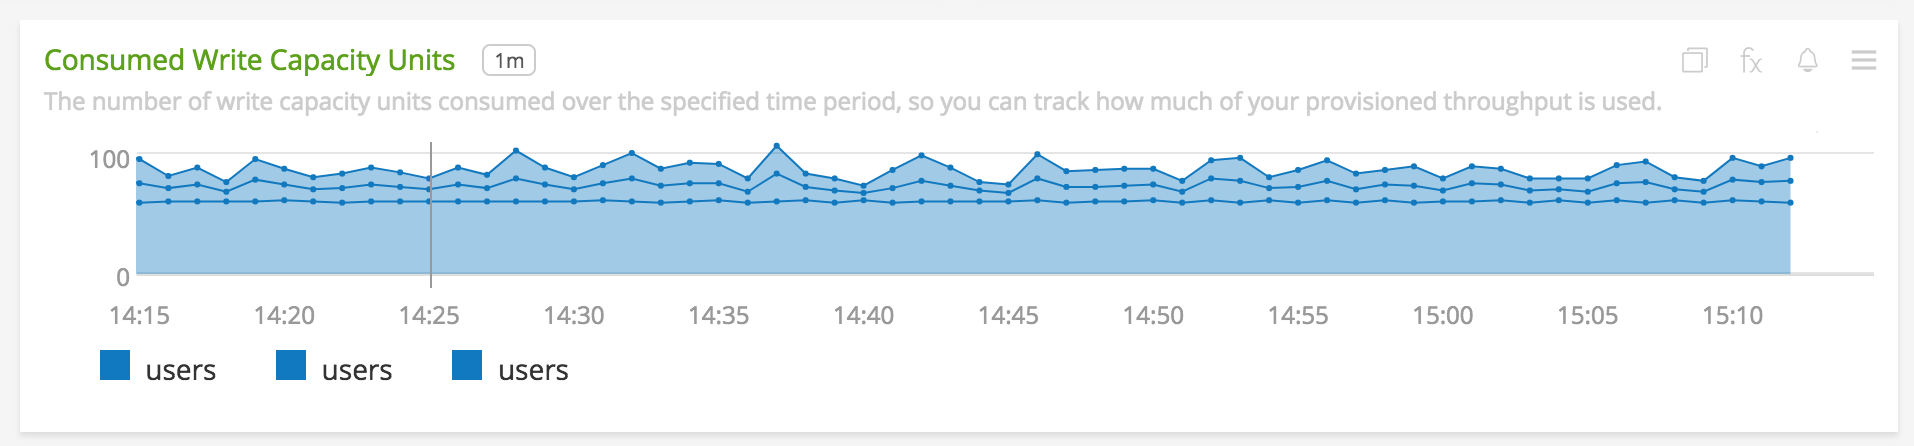 Consumed Write Capacity Units 1m fx
The number of write capacity units consumed over the specified time period, so you can track how much of your provisioned throughput is used.
100
0
14:15 14:20 14:25 14:30 14:35 14:40 14:45 14:50 14:55 15:00 15:05 15:10
users users users